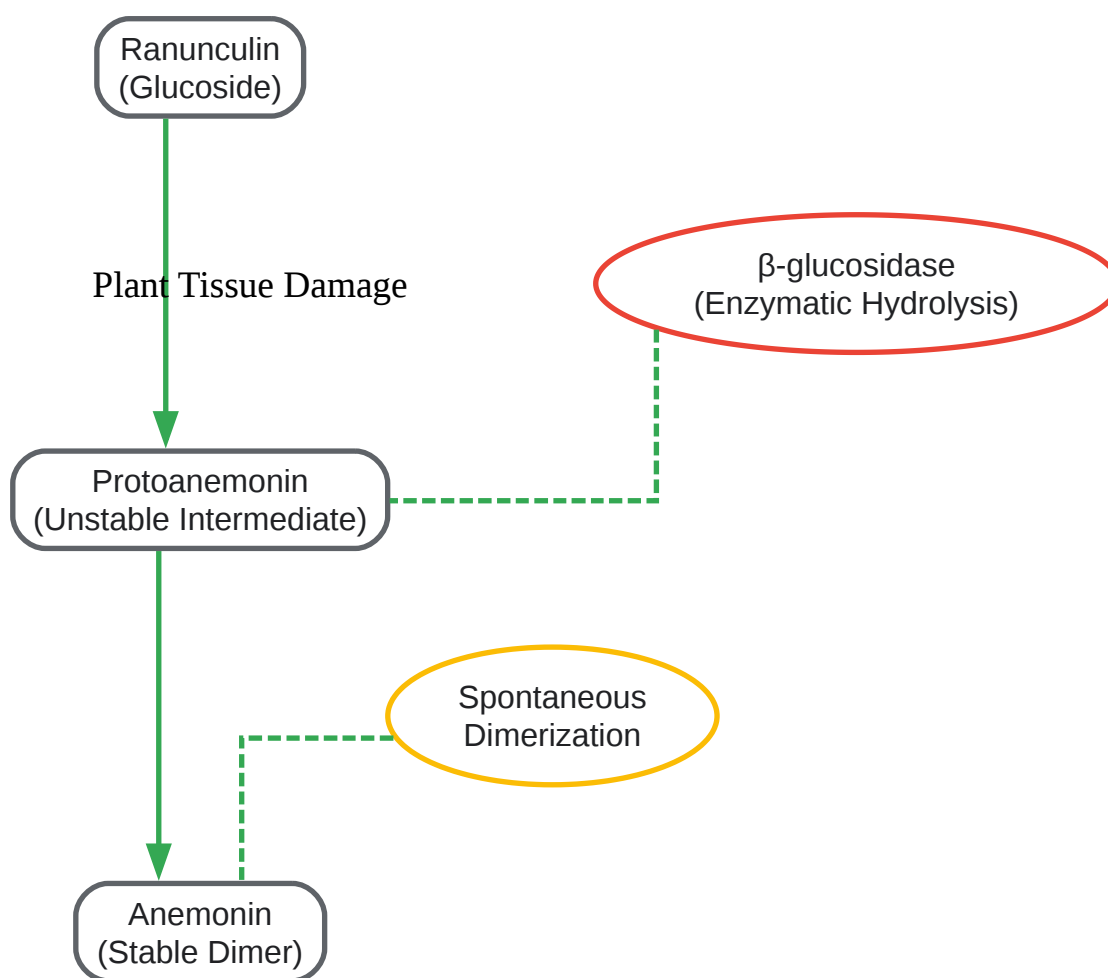 Ranunculin
(Glucoside)
Plant Tissue Damage
β-glucosidase
(Enzymatic Hydrolysis)
Protoanemonin
(Unstable Intermediate)
Spontaneous
Dimerization
Anemonin
(Stable Dimer)